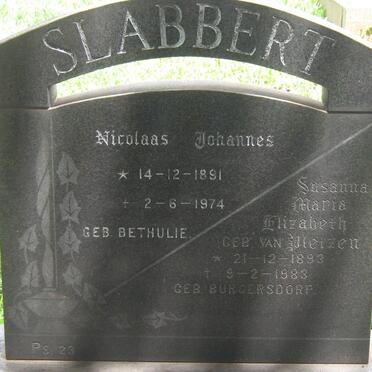 SLABBERT
Nicolaas Johannes
* 14-12-1891
+ 2-6-1974
GEB. BETHULIE.
Susanna
Maria
Elizabeth
GEB. VAN Vleizen
* 21-12-1893
+ 9-2-1983
GEB. BURGERSDORP
Ps. 23